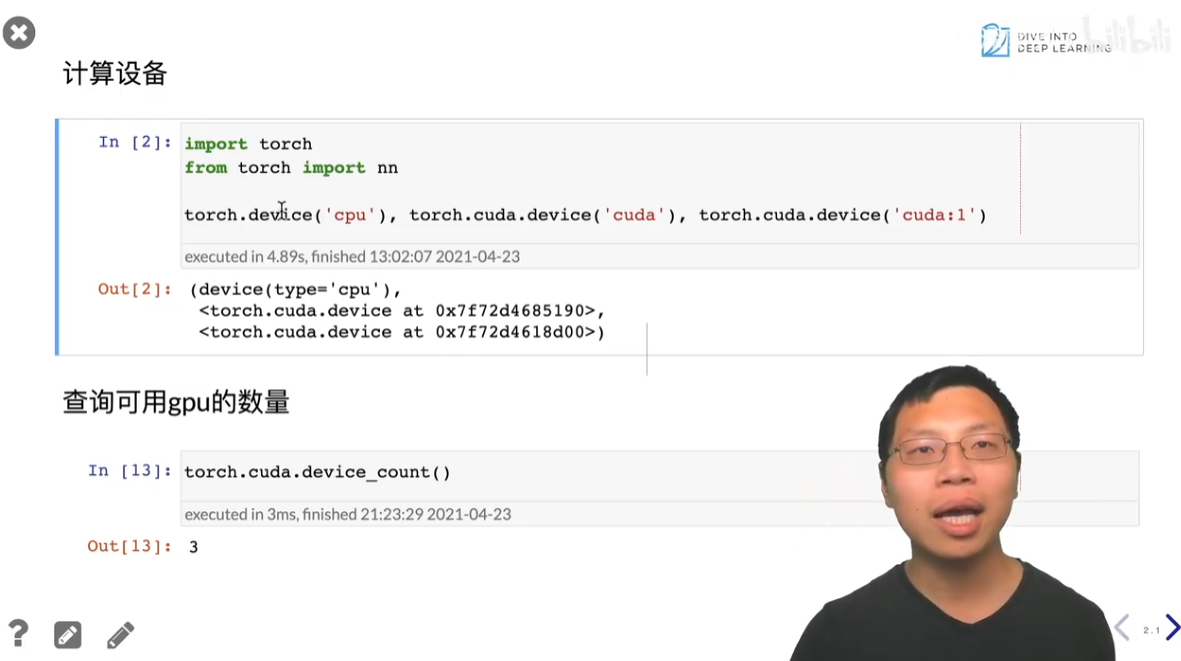 DIVE INTO
DEEP LEARNING
bilibili
计算设备
In [2]: import torch
from torch import nn
torch.device('cpu'), torch.cuda.device('cuda'), torch.cuda.device('cuda:1')
executed in 4.89s, finished 13:02:07 2021-04-23
Out[2]: (device(type='cpu'),
<torch.cuda.device at 0x7f72d4685190>,
<torch.cuda.device at 0x7f72d4618d00>)
查询可用gpu的数量
In [13]: torch.cuda.device_count()
executed in 3ms, finished 21:23:29 2021-04-23
Out[13]: 3
?
2.1